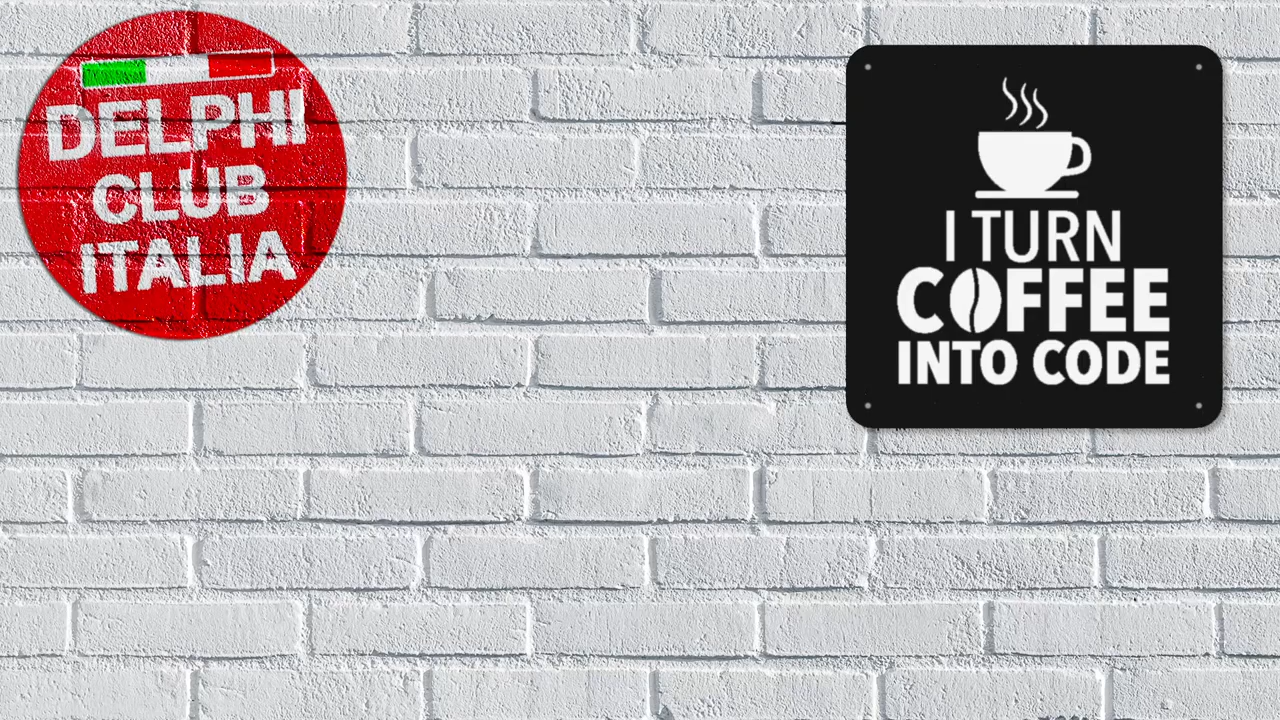 DELPHI
CLUB
ITALIA
I TURN
COFFEE
INTO CODE